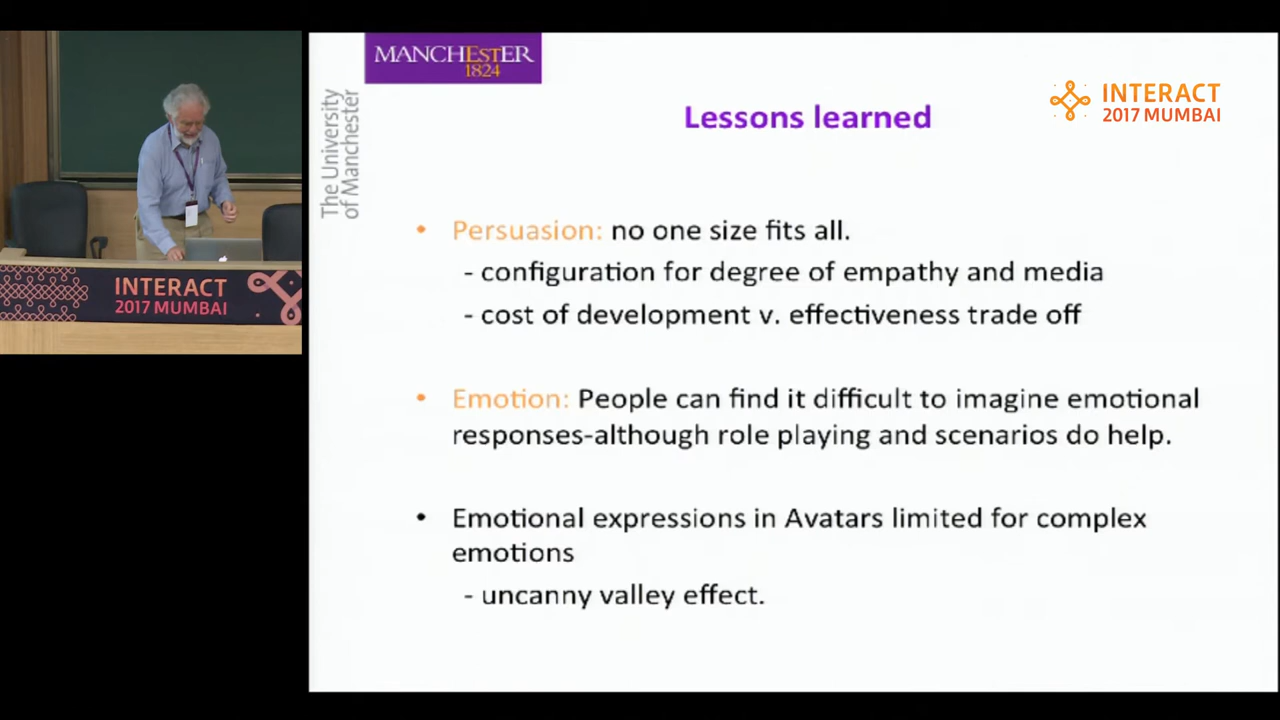 MANCHESTER
1824
The University
of Manchester
INTERACT
2017 MUMBAI
Lessons learned
• Persuasion: no one size fits all.
- configuration for degree of empathy and media
- cost of development v. effectiveness trade off
• Emotion: People can find it difficult to imagine emotional
responses-although role playing and scenarios do help.
• Emotional expressions in Avatars limited for complex
emotions
- uncanny valley effect.
INTERACT
2017 MUMBAI